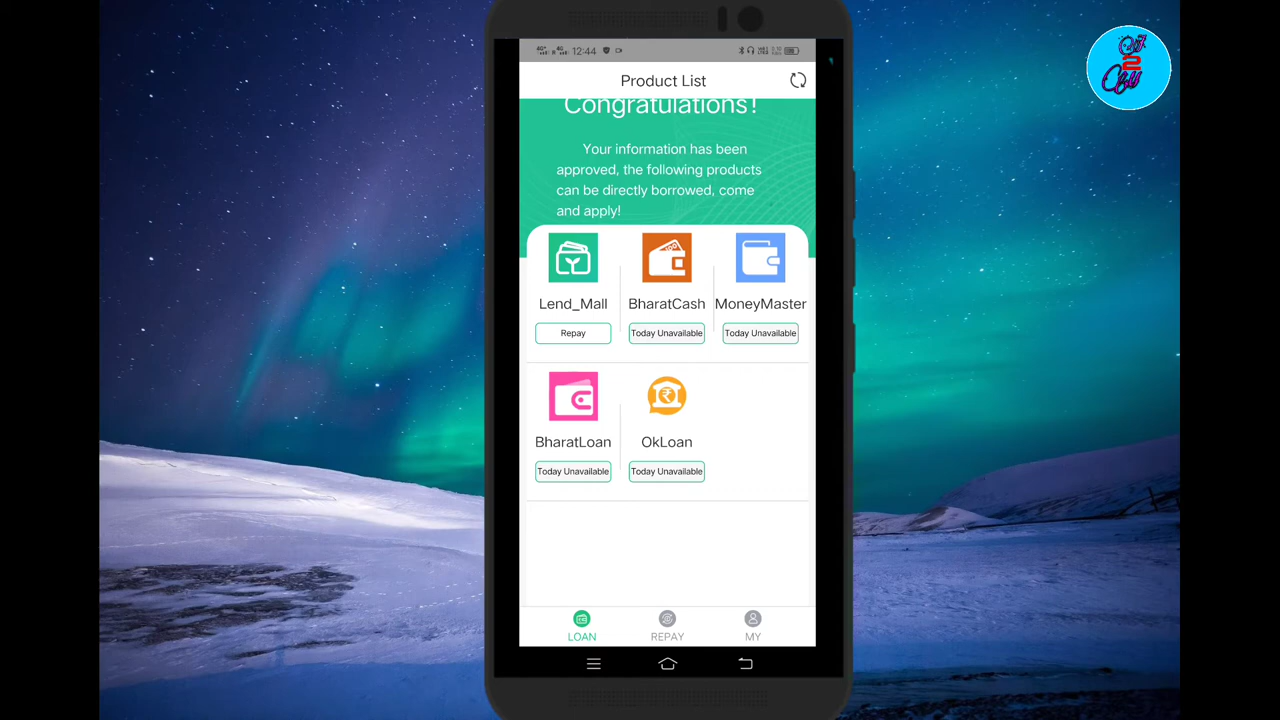 12:44
Product List
Congratulations!
Your information has been
approved, the following products
can be directly borrowed, come
and apply!
Lend_Mall BharatCash MoneyMaster
Repay Today Unavailable Today Unavailable
BharatLoan OkLoan
Today Unavailable Today Unavailable
LOAN REPAY MY